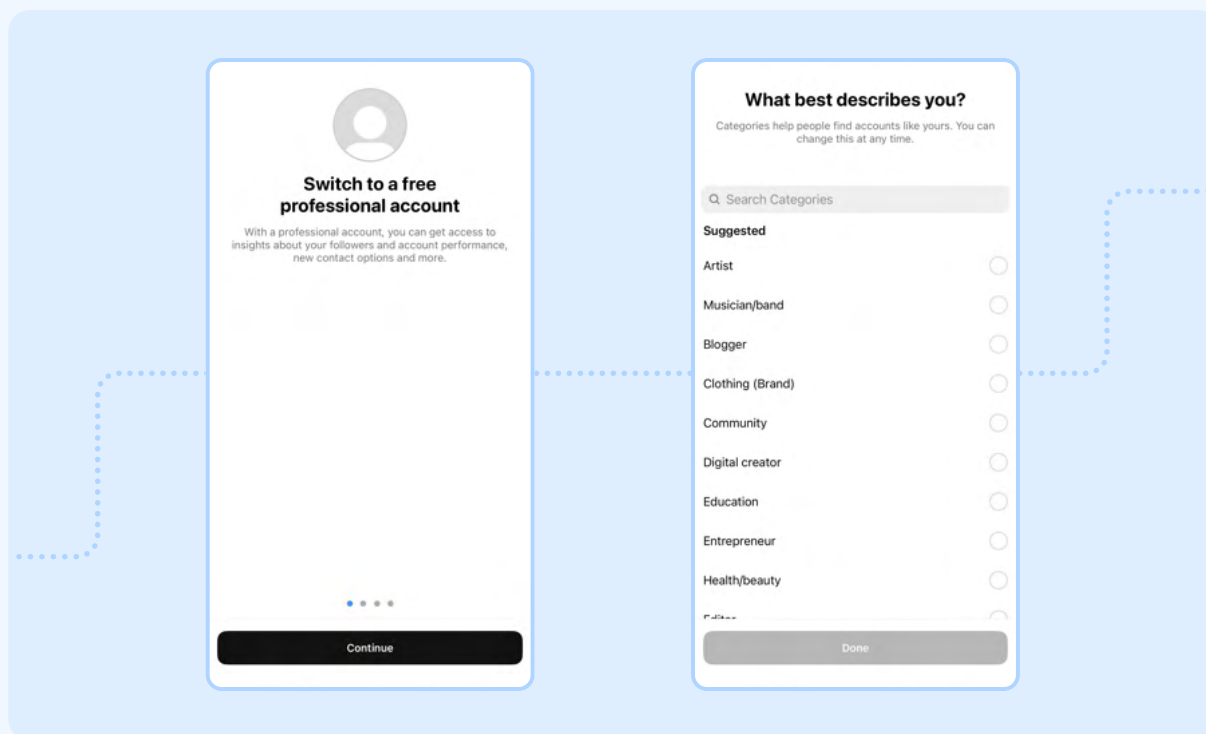 Switch to a free
professional account
With a professional account, you can get access to
insights about your followers and account performance,
new contact options and more.
Continue
What best describes you?
Categories help people find accounts like yours. You can
change this at any time.
Search Categories
Suggested
Artist
Musician/band
Blogger
Clothing (Brand)
Community
Digital creator
Education
Entrepreneur
Health/beauty
Editor
Done